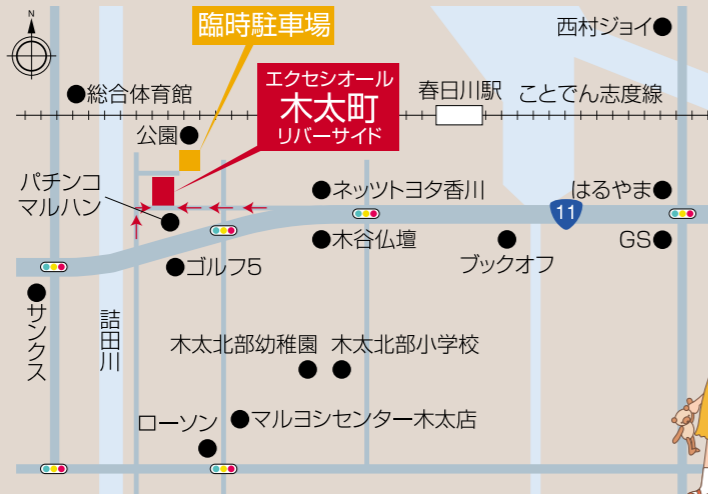 N
臨時駐車場
西村ジョイ
エクセシオール
木太町
リバーサイド
総合体育館
春日川駅
ことでん志度線
公園
パチンコ
マルハン
ネッツトヨタ香川
はるやま
11
木谷仏壇
ブックオフ
GS
ゴルフ5
サンクス
詰田川
木太北部幼稚園
木太北部小学校
ローソン
マルヨシセンター木太店